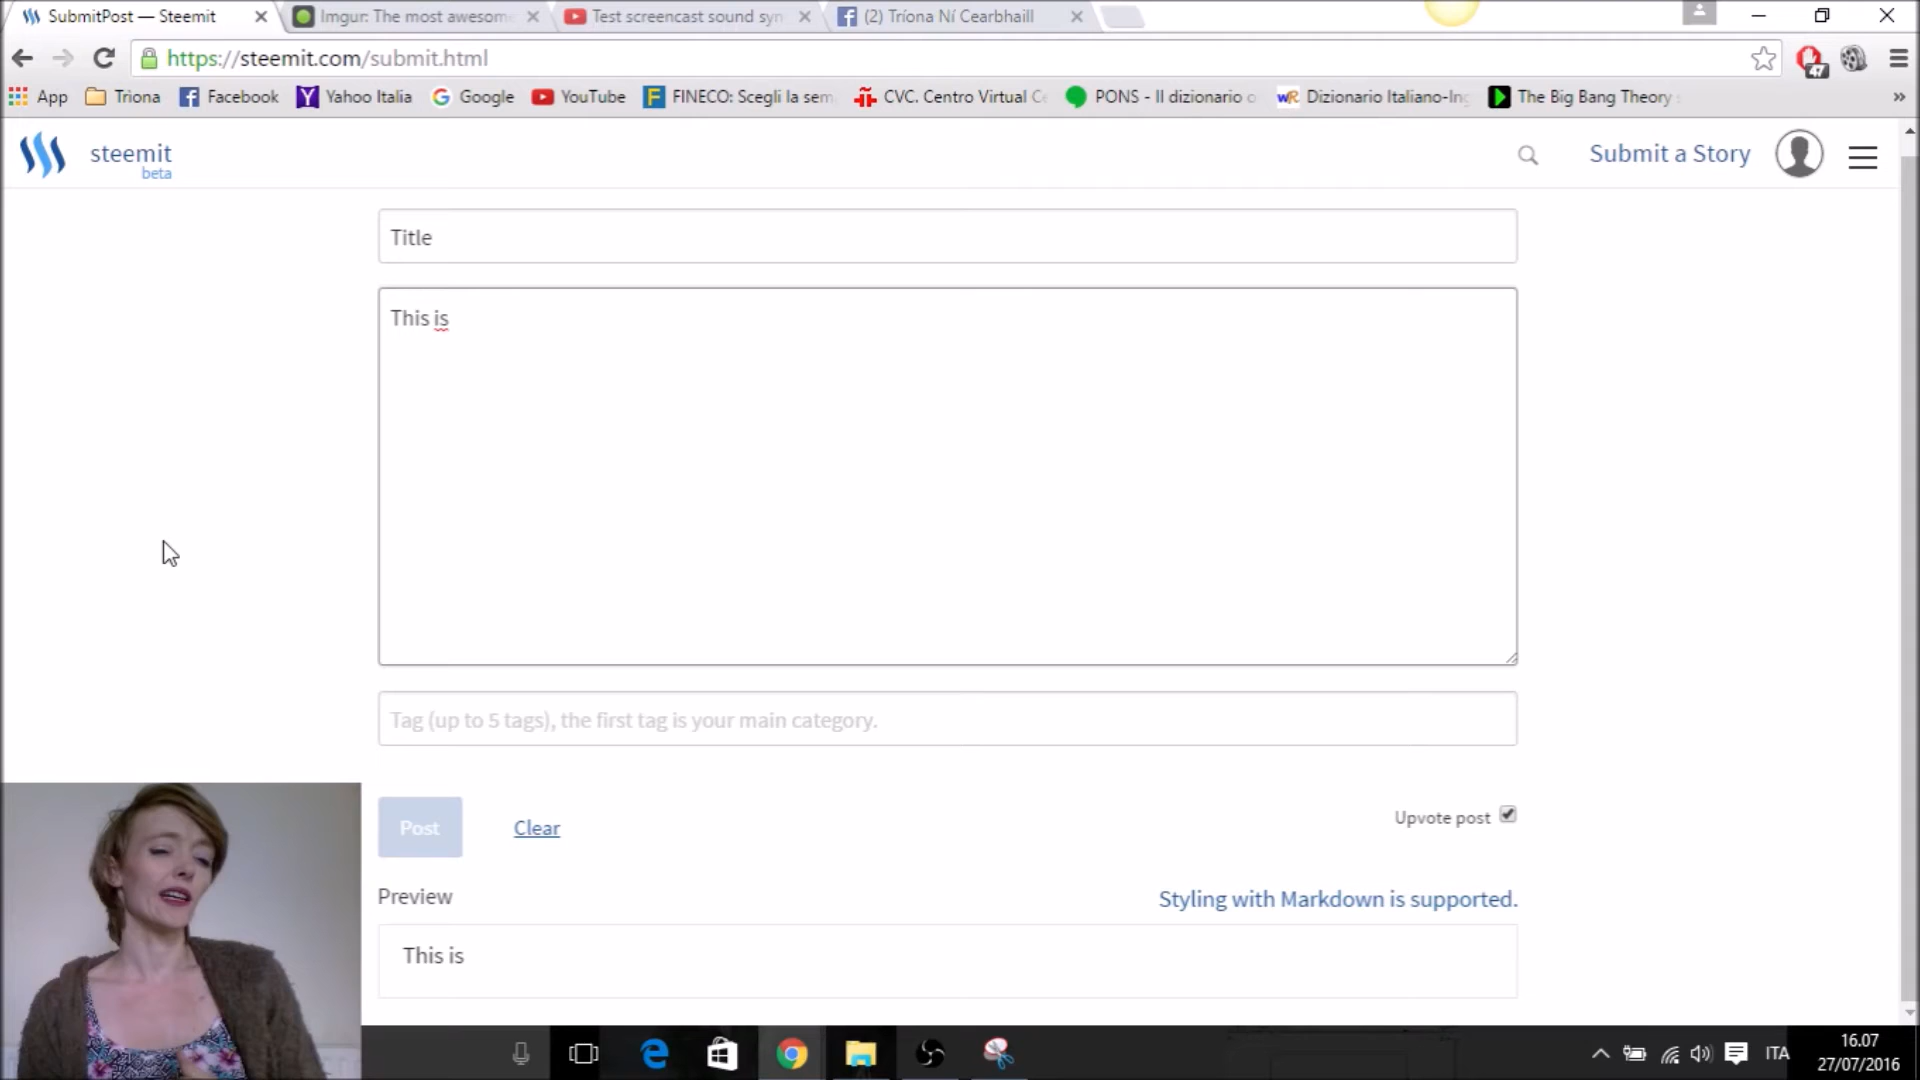 SubmitPost — Steemit
Imgur: The most awesome
Test screencast sound syn
(2) Tríona Ní Cearbhaill
https://steemit.com/submit.html
47
App
Triona
Facebook
Yahoo Italia
Google
YouTube
FINECO: Scegli la sem
CVC. Centro Virtual C
PONS - Il dizionario o
Dizionario Italiano-Ing
The Big Bang Theory
steemit
beta
Submit a Story
Title
This is
Tag (up to 5 tags), the first tag is your main category.
Post
Clear
Upvote post
Preview
Styling with Markdown is supported.
This is
ITA
16.07
27/07/2016